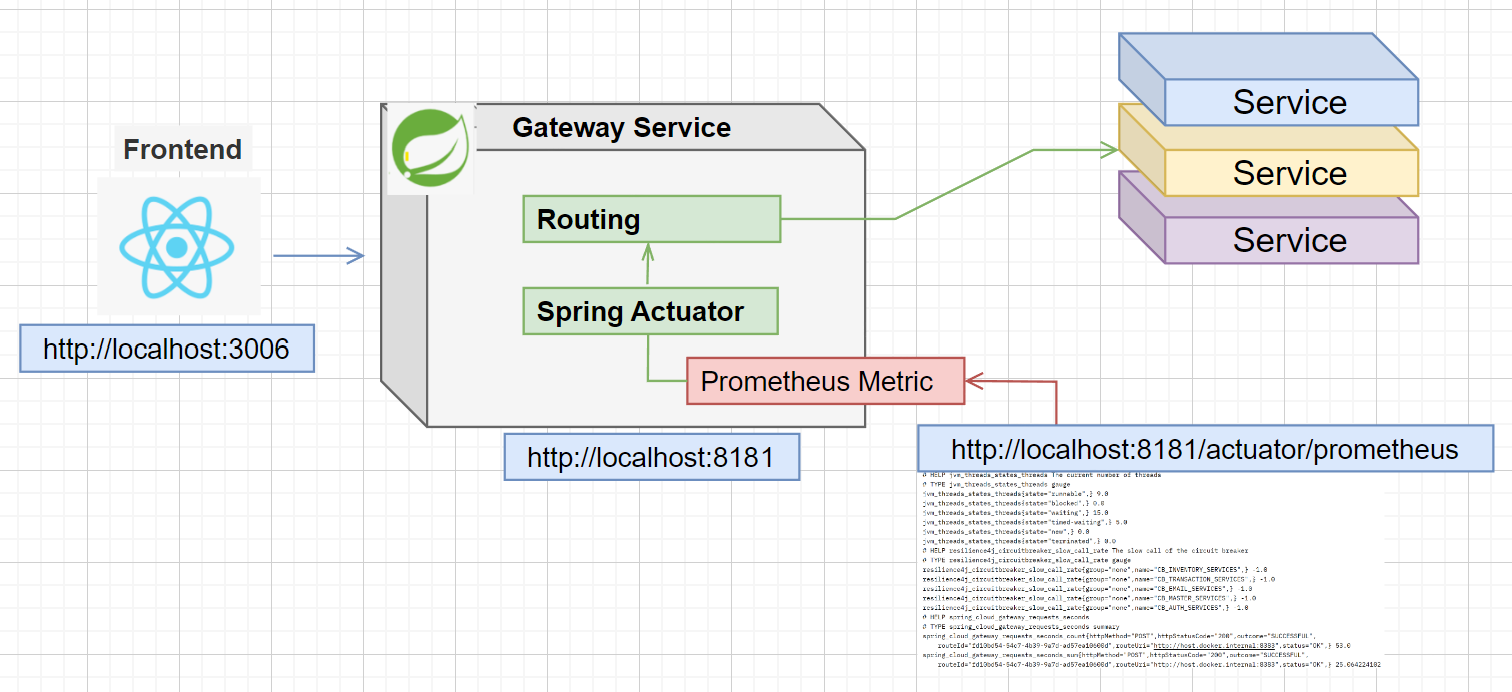 Frontend
http://localhost:3006
Gateway Service
Routing
Spring Actuator
Prometheus Metric
http://localhost:8181
Service
Service
Service
http://localhost:8181/actuator/prometheus
# HELP jvm_threads_states_threads The current number of threads
# TYPE jvm_threads_states_threads gauge
jvm_threads_states_threads{state="runnable",} 9.0
jvm_threads_states_threads{state="blocked",} 0.0
jvm_threads_states_threads{state="waiting",} 15.0
jvm_threads_states_threads{state="timed-waiting",} 5.0
jvm_threads_states_threads{state="new",} 0.0
jvm_threads_states_threads{state="terminated",} 0.0
# HELP resilience4j_circuitbreaker_slow_call_rate The slow call of the circuit breaker
# TYPE resilience4j_circuitbreaker_slow_call_rate gauge
resilience4j_circuitbreaker_slow_call_rate{group="none",name="CB_INVENTORY_SERVICES",} -1.0
resilience4j_circuitbreaker_slow_call_rate{group="none",name="CB_TRANSACTION_SERVICES",} -1.0
resilience4j_circuitbreaker_slow_call_rate{group="none",name="CB_EMAIL_SERVICES",} -1.0
resilience4j_circuitbreaker_slow_call_rate{group="none",name="CB_MASTER_SERVICES",} -1.0
resilience4j_circuitbreaker_slow_call_rate{group="none",name="CB_AUTH_SERVICES",} -1.0
# HELP spring_cloud_gateway_requests_seconds
# TYPE spring_cloud_gateway_requests_seconds summary
spring_cloud_gateway_requests_seconds_count{httpMethod="POST",httpStatusCode="200",outcome="SUCCESSFUL",
routeId="fd10bd54-54c7-4b39-9a7d-ad57ea10600d",routeUri="http://host.docker.internal:8383",status="OK",} 53.0
spring_cloud_gateway_requests_seconds_sum{httpMethod="POST",httpStatusCode="200",outcome="SUCCESSFUL",
routeId="fd10bd54-54c7-4b39-9a7d-ad57ea10600d",routeUri="http://host.docker.internal:8383",status="OK",} 25.064224102